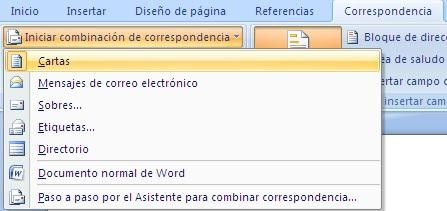 Inicio Insertar Diseño de página Referencias Correspondencia
Iniciar combinación de correspondencia
Bloque de direc
ea de saludo
ertar campo c
insertar cam
Cartas
Mensajes de correo electrónico
Sobres...
Etiquetas...
Directorio
Documento normal de Word
Paso a paso por el Asistente para combinar correspondencia...